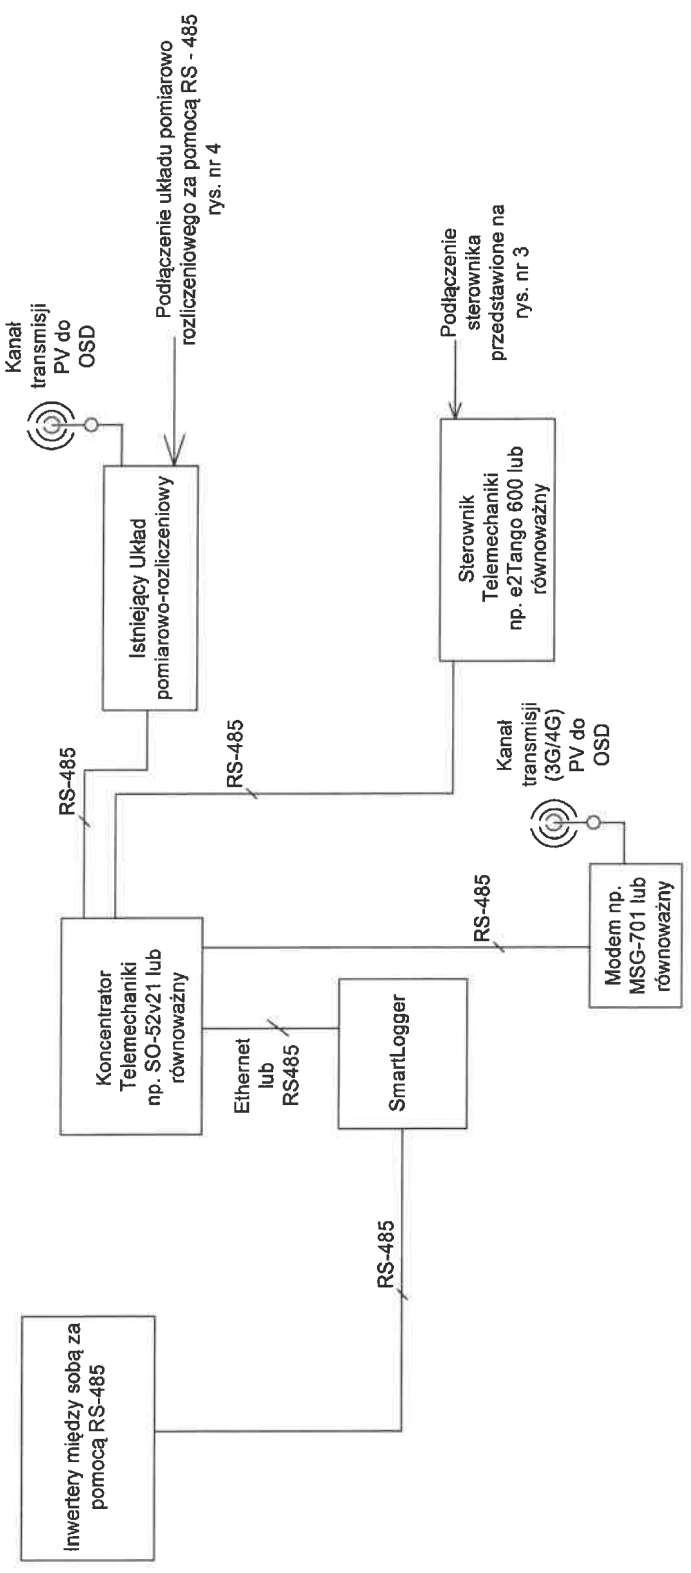 Inwertery między sobą za
pomocą RS-485
RS-485
Koncentrator
Telemechaniki
np. SO-52v21 lub
równoważny
Ethernet
lub
RS485
SmartLogger
RS-485
RS-485
RS-485
Istniejący Układ
pomiarowo-rozliczeniowy
Kanał
transmisji
PV do
OSD
Podłączenie układu pomiarowo
rozliczeniowego za pomocą RS - 485
rys. nr 4
Sterownik
Telemechaniki
np. e2Tango 600 lub
równoważny
Podłączenie
sterownika
przedstawione na
rys. nr 3
Modem np.
MSG-701 lub
równoważny
Kanał
transmisji
(3G/4G)
PV do
OSD